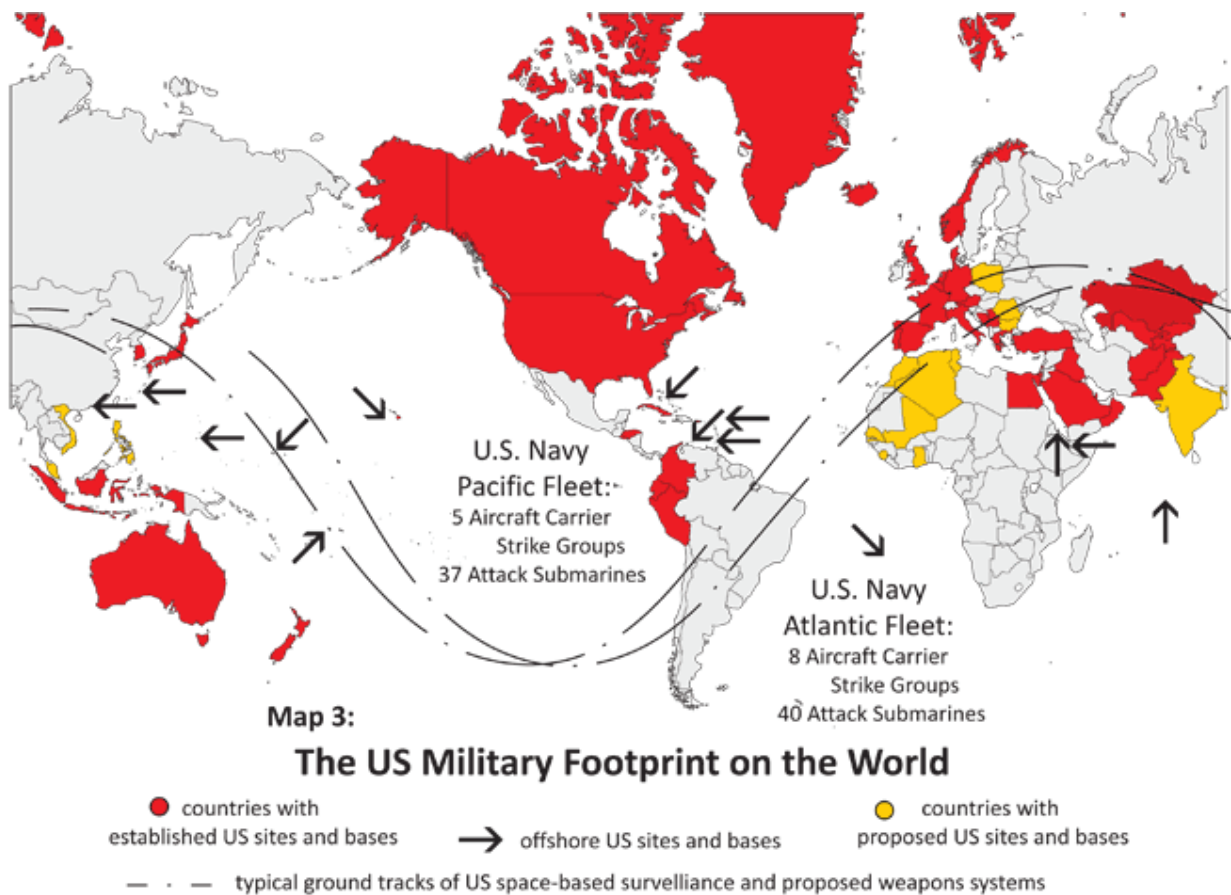 U.S. Navy
Pacific Fleet:
5 Aircraft Carrier
Strike Groups
37 Attack Submarines
U.S. Navy
Atlantic Fleet:
8 Aircraft Carrier
Strike Groups
40 Attack Submarines
Map 3:
The US Military Footprint on the World
countries with
established US sites and bases
offshore US sites and bases
countries with
proposed US sites and bases
typical ground tracks of US space-based survelliance and proposed weapons systems